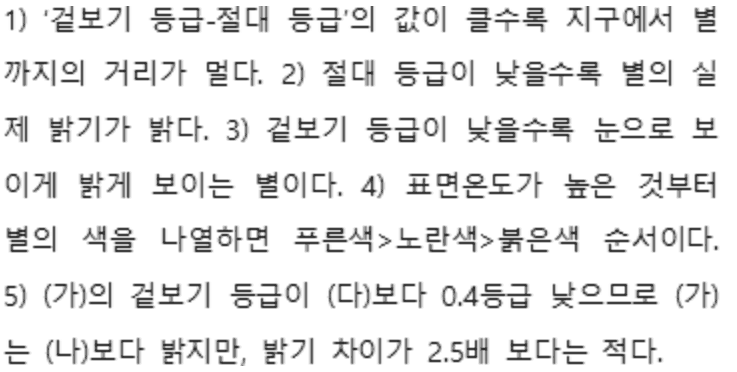 1) ‘겉보기 등급-절대 등급’의 값이 클수록 지구에서 별
까지의 거리가 멀다. 2) 절대 등급이 낮을수록 별의 실
제 밝기가 밝다. 3) 겉보기 등급이 낮을수록 눈으로 보
이게 밝게 보이는 별이다. 4) 표면온도가 높은 것부터
별의 색을 나열하면 푸른색>노란색>붉은색 순서이다.
5) (가)의 겉보기 등급이 (다)보다 0.4등급 낮으므로 (가)
는 (나)보다 밝지만, 밝기 차이가 2.5배 보다는 적다.